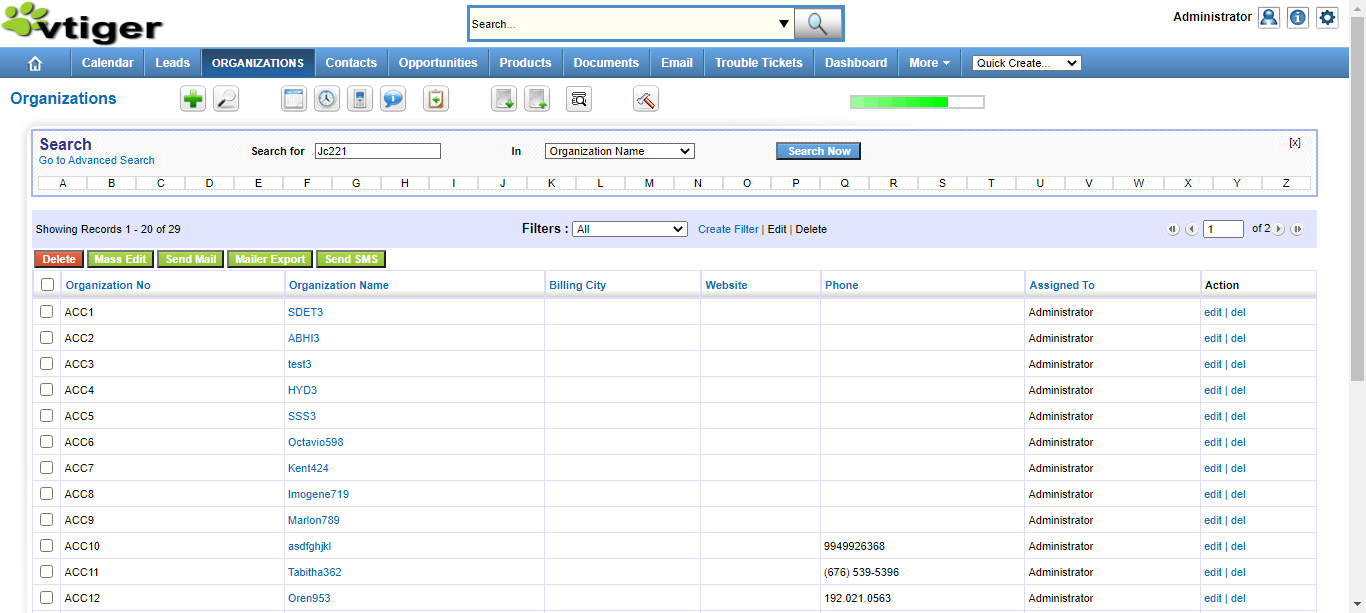 vtiger
Search...
Administrator
Calendar Leads ORGANIZATIONS Contacts Opportunities Products Documents Email Trouble Tickets Dashboard More Quick Create...
Organizations
Search
Go to Advanced Search
Search for Jc221 In Organization Name Search Now [x]
A B C D E F G H I J K L M N O P Q R S T U V W X Y Z
Showing Records 1 - 20 of 29 Filters : All Create Filter | Edit | Delete 1 of 2
Delete Mass Edit Send Mail Mailer Export Send SMS
Organization No Organization Name Billing City Website Phone Assigned To Action
ACC1 SDET3 Administrator edit | del
ACC2 ABHI3 Administrator edit | del
ACC3 test3 Administrator edit | del
ACC4 HYD3 Administrator edit | del
ACC5 SSS3 Administrator edit | del
ACC6 Octavio598 Administrator edit | del
ACC7 Kent424 Administrator edit | del
ACC8 Imogene719 Administrator edit | del
ACC9 Marlon789 Administrator edit | del
ACC10 asdfghjkl 9949926368 Administrator edit | del
ACC11 Tabitha362 (676) 539-5396 Administrator edit | del
ACC12 Oren953 192.021.0563 Administrator edit | del